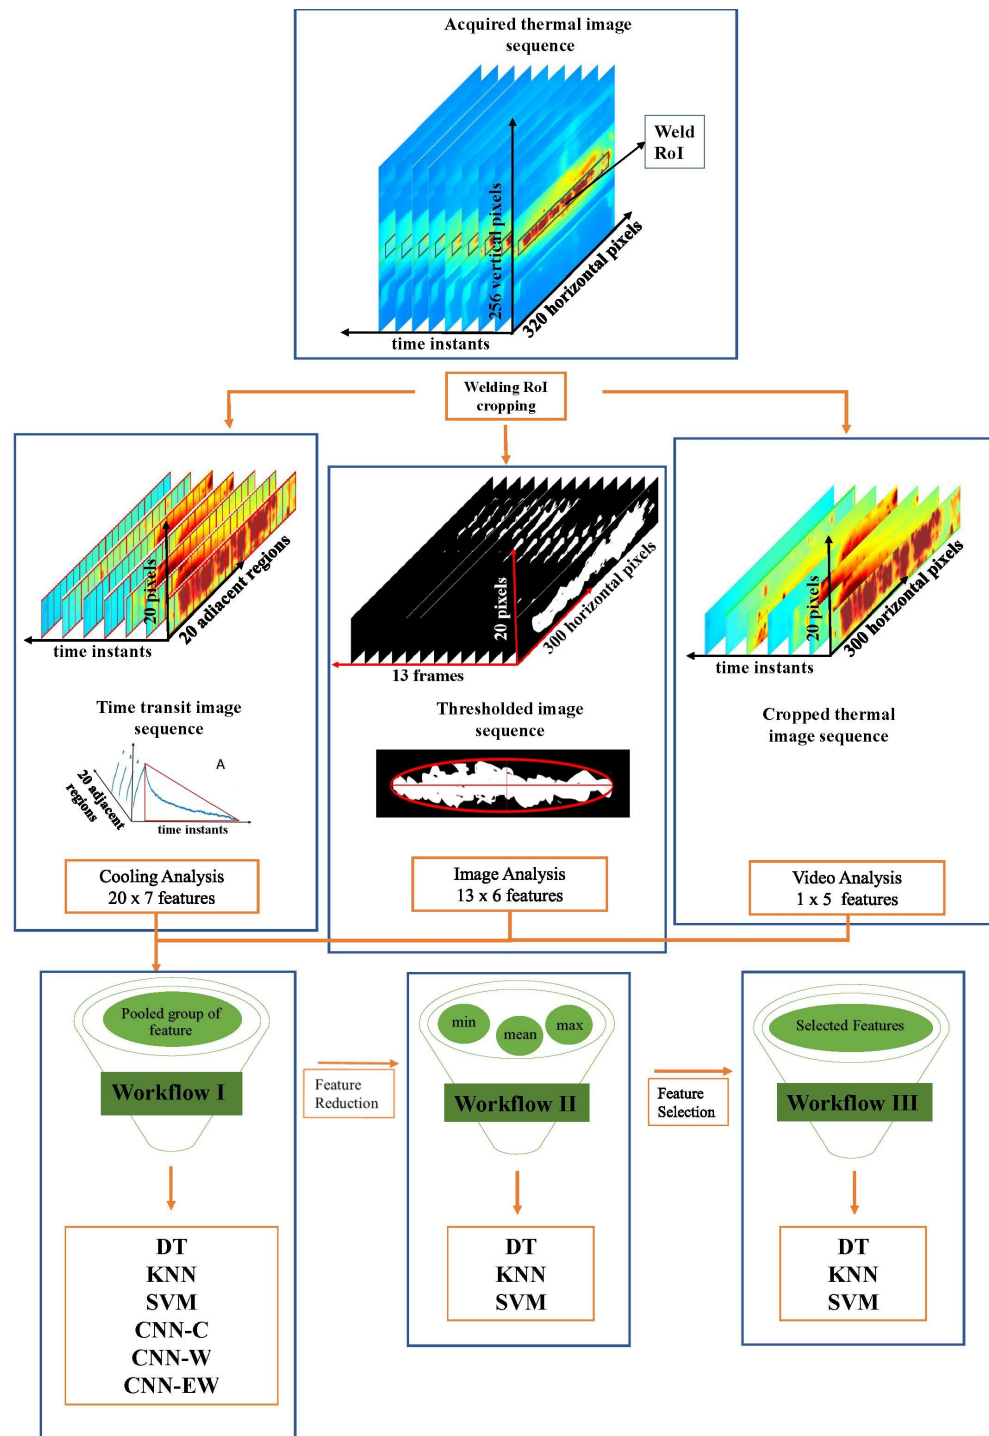 Acquired thermal image
sequence
Weld
RoI
256 vertical pixels
320 horizontal pixels
time instants
Welding RoI
cropping
20 pixels
20 adjacent regions
time instants
Time transit image
sequence
A
20 adjacent
regions
time instants
Cooling Analysis
20 x 7 features
20 pixels
300 horizontal pixels
13 frames
Thresholded image
sequence
Image Analysis
13 x 6 features
20 pixels
300 horizontal pixels
time instants
Cropped thermal
image sequence
Video Analysis
1 x 5 features
Pooled group of
feature
Workflow I
Feature
Reduction
min
mean
max
Workflow II
Feature
Selection
Selected Features
Workflow III
DT
KNN
SVM
CNN-C
CNN-W
CNN-EW
DT
KNN
SVM
DT
KNN
SVM